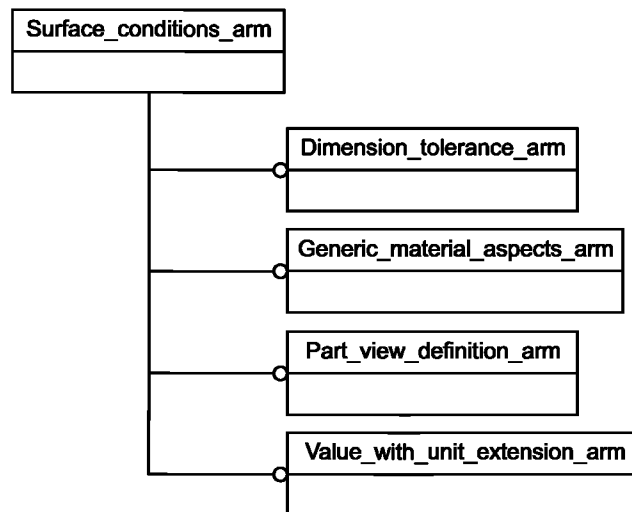 Surface_conditions_arm
Dimension_tolerance_arm
Generic_material_aspects_arm
Part_view_definition_arm
Value_with_unit_extension_arm